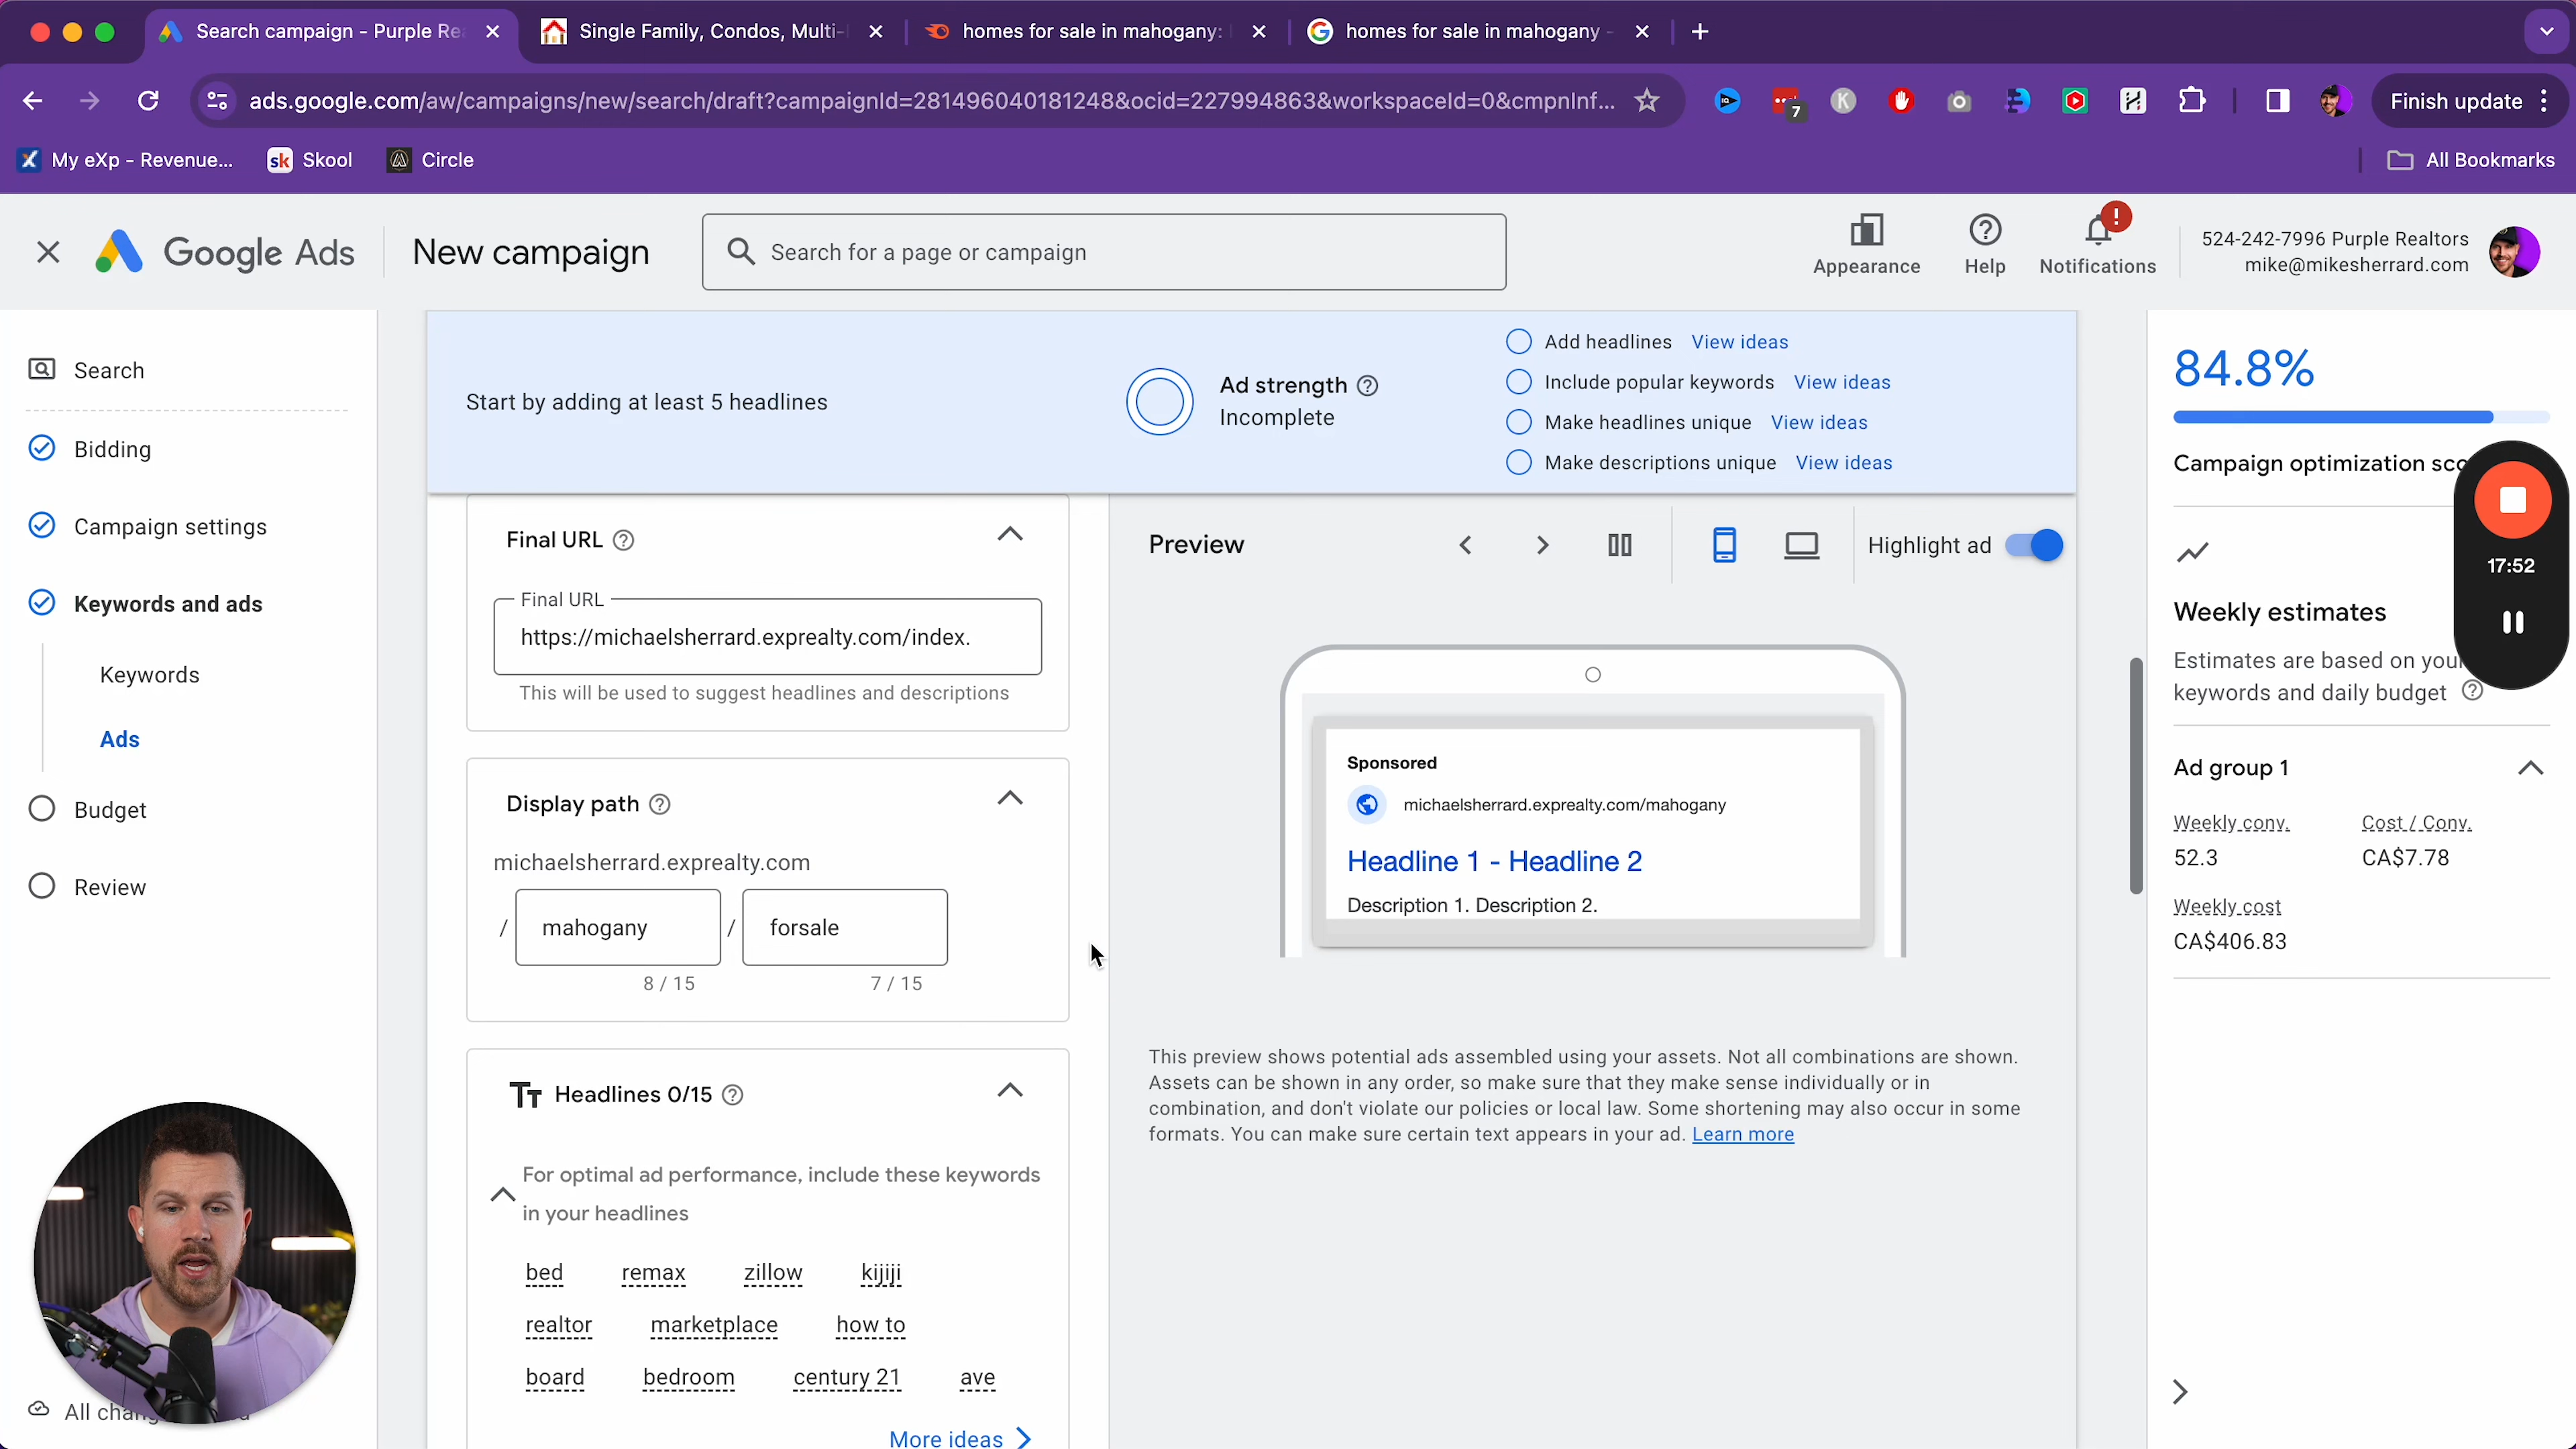 Search campaign - Purple Re
Single Family, Condos, Multi-
homes for sale in mahogany:
homes for sale in mahogany -
ads.google.com/aw/campaigns/new/search/draft?campaignId=281496040181248&ocid=227994863&workspaceId=0&cmpnInf...
7
K
Finish update
My eXp - Revenue...
sk Skool
Circle
All Bookmarks
Google Ads
New campaign
Search for a page or campaign
Appearance
Help
Notifications
524-242-7996 Purple Realtors
mike@mikesherrard.com
Search
Bidding
Campaign settings
Keywords and ads
Keywords
Ads
Budget
Review
Start by adding at least 5 headlines
Ad strength
Incomplete
Add headlines View ideas
Include popular keywords View ideas
Make headlines unique View ideas
Make descriptions unique View ideas
Final URL
Final URL
https://michaelsherrard.exprealty.com/index.
This will be used to suggest headlines and descriptions
Display path
michaelsherrard.exprealty.com
/ mahogany / forsale
8 / 15 7 / 15
Tт Headlines 0/15
For optimal ad performance, include these keywords
in your headlines
bed remax zillow kijiji
realtor marketplace how to
board bedroom century 21 ave
More ideas
Preview
Highlight ad
Sponsored
michaelsherrard.exprealty.com/mahogany
Headline 1 - Headline 2
Description 1. Description 2.
This preview shows potential ads assembled using your assets. Not all combinations are shown.
Assets can be shown in any order, so make sure that they make sense individually or in
combination, and don't violate our policies or local law. Some shortening may also occur in some
formats. You can make sure certain text appears in your ad. Learn more
84.8%
Campaign optimization sco
17:52
Weekly estimates
Estimates are based on your
keywords and daily budget
Ad group 1
Weekly conv. Cost / Conv.
52.3 CA$7.78
Weekly cost
CA$406.83
All chang